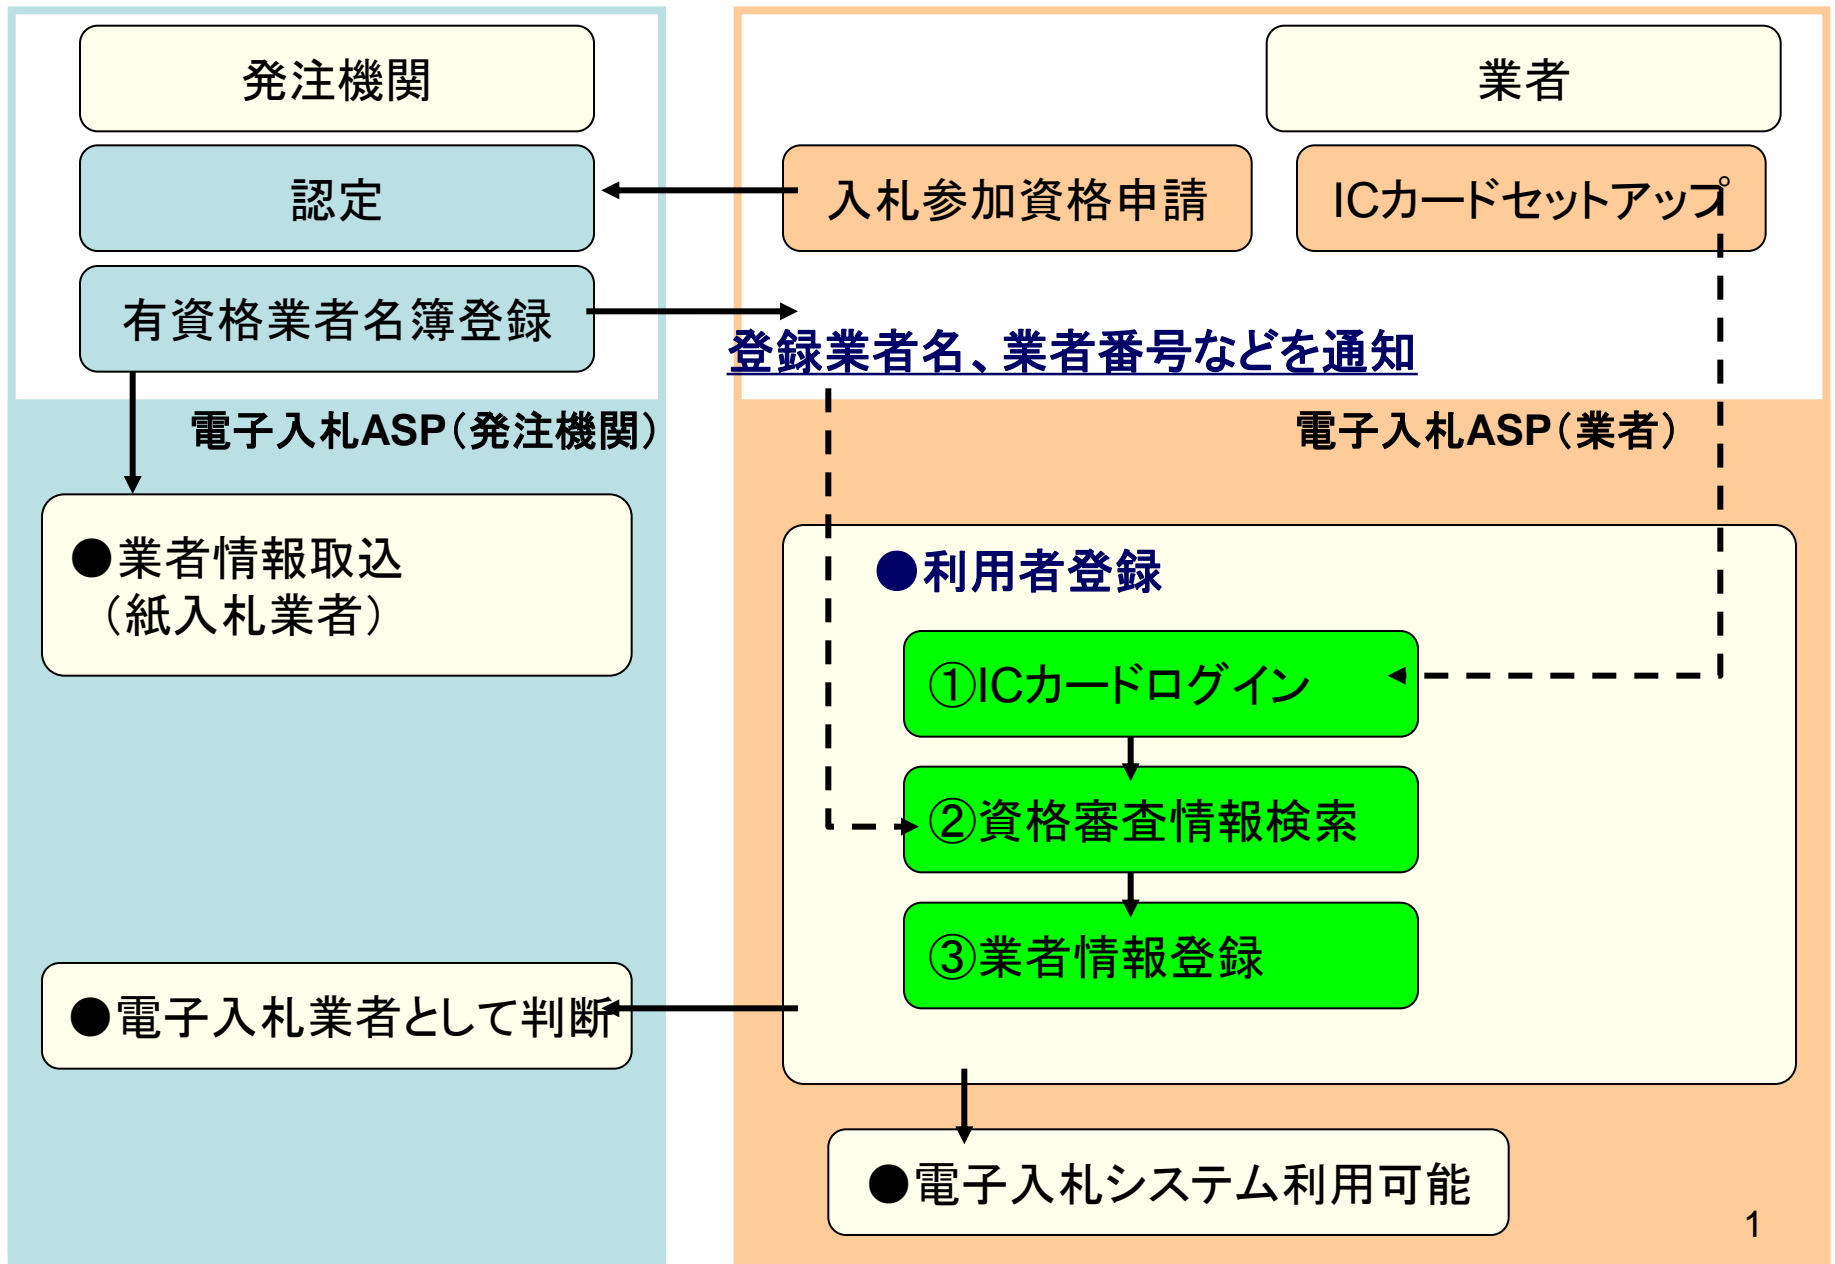 発注機関
業者
認定
入札参加資格申請
ICカードセットアップ
有資格業者名簿登録
登録業者名、業者番号などを通知
電子入札ASP（発注機関）
電子入札ASP（業者）
●業者情報取込
（紙入札業者）
●利用者登録
①ICカードログイン
②資格審査情報検索
③業者情報登録
●電子入札業者として判断
●電子入札システム利用可能
1